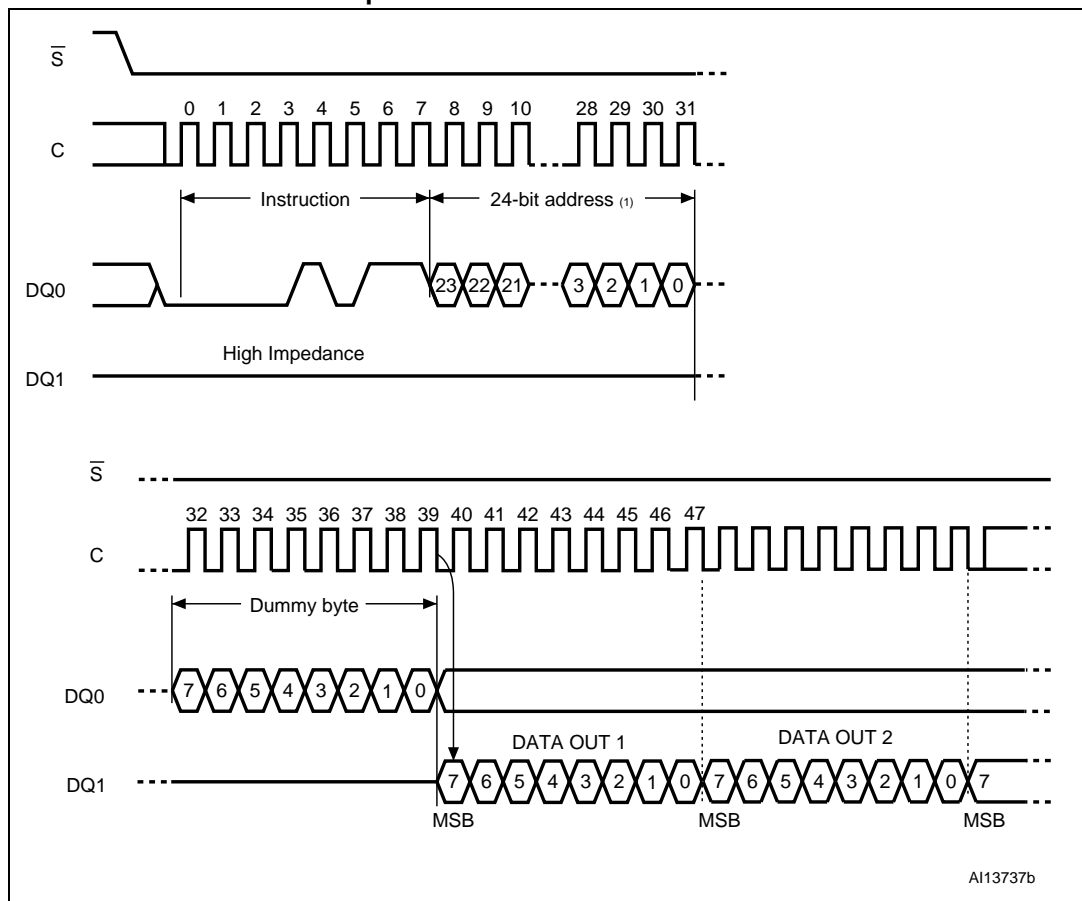 S
0 1 2 3 4 5 6 7 8 9 10 28 29 30 31
C
Instruction 24-bit address (1)
DQ0 23 22 21 3 2 1 0
High Impedance
DQ1
S
32 33 34 35 36 37 38 39 40 41 42 43 44 45 46 47
C
Dummy byte
DQ0 7 6 5 4 3 2 1 0
DATA OUT 1 DATA OUT 2
DQ1 7 6 5 4 3 2 1 0 7 6 5 4 3 2 1 0 7
MSB MSB MSB
AI13737b